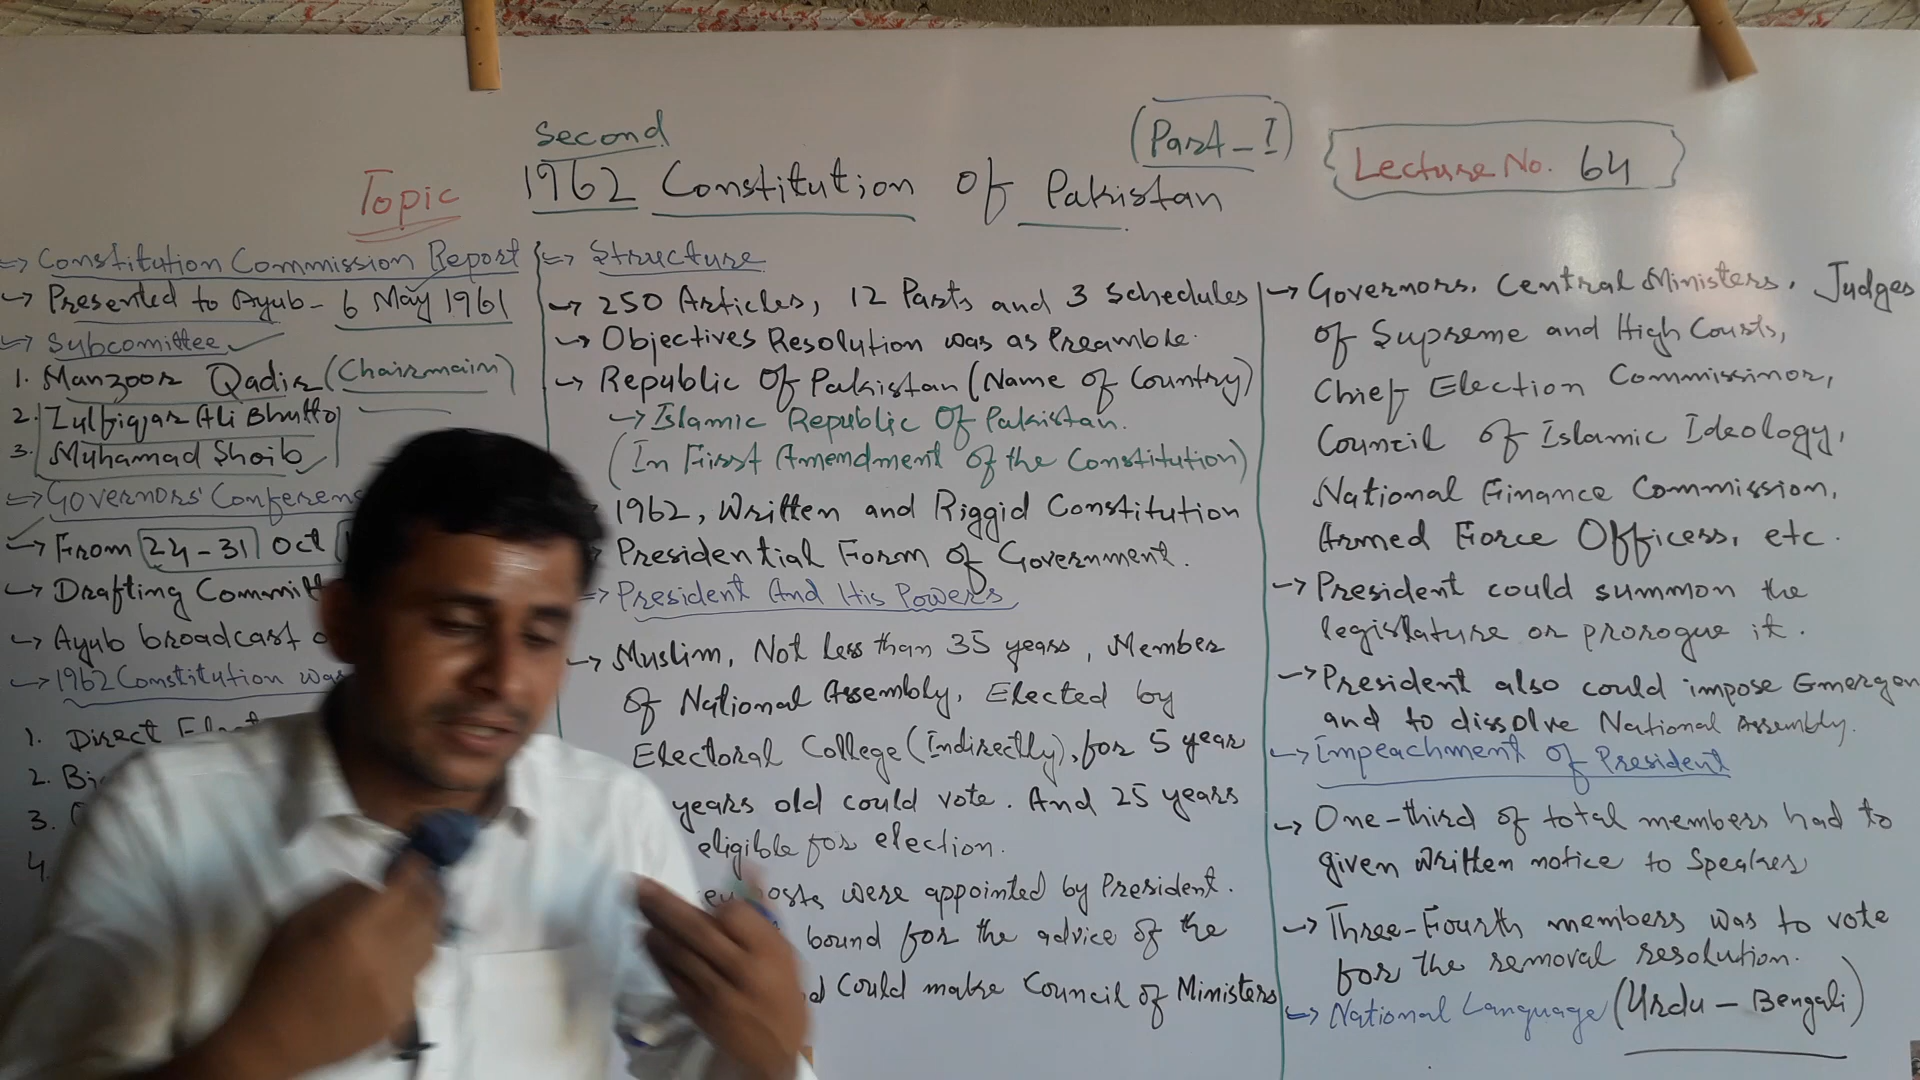 Second
(Part-I)
Topic 1962 Constitution Of Pakistan
Lecture No. 64
Constitution Commission Report
→ Presented to Ayub - 6 May 1961
→ Subcomittee
1. Manzoor Qadir (Chairmain)
2. Zulfiqar Ali Bhutto
3. Muhamad Shoib
→ Governors' Conferenc
→ From 24-31 Oct
→ Drafting Committ
→ Ayub broadcast
→ 1962 Constitution was
1. Direct
2.
3.
4.
⇒ Structure
→ 250 Articles, 12 Parts and 3 Schedules
→ Objectives Resolution was as Preamble.
→ Republic Of Pakistan (Name of Country)
→ Islamic Republic Of Pakistan.
(In First Amendment of the Constitution)
1962, Written and Riggid Constitution
Presidential Form of Government.
⇒ President And His Powers
→ Muslim, Not less than 35 years, Member
of National Assembly, Elected by
Electoral College (Indirectly), for 5 year
years old could vote. And 25 years
eligible for election.
were appointed by President.
bound for the advice of the
Could make Council of Ministers
→ Governors, Central Ministers, Judges
of Supreme and High Courts,
Chief Election Commissinor,
Council of Islamic Ideology,
National Finance Commission,
Armed Force Officess, etc.
→ President could summon the
legislature or prorogue it.
→ President also could impose Emergen
and to dissolve National Assembly.
→ Impeachment of President
→ One-third of total members had to
given written notice to Speaker
→ Three-Fourth members was to vote
for the removal resolution.
⇒ National Language (Urdu - Bengali)